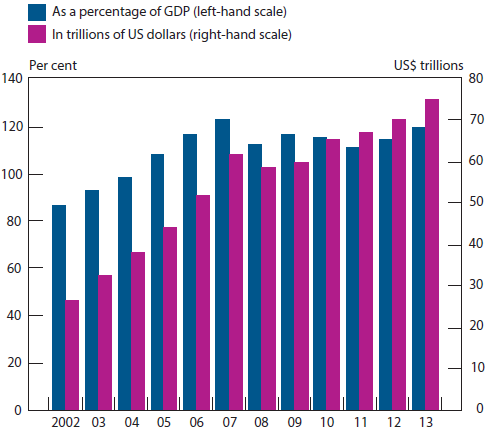 As a percentage of GDP (left-hand scale)
In trillions of US dollars (right-hand scale)
Per cent US$ trillions
140 80
120 70
100 60
80 50
60 40
40 30
20 20
0 10
0
2002 03 04 05 06 07 08 09 10 11 12 13